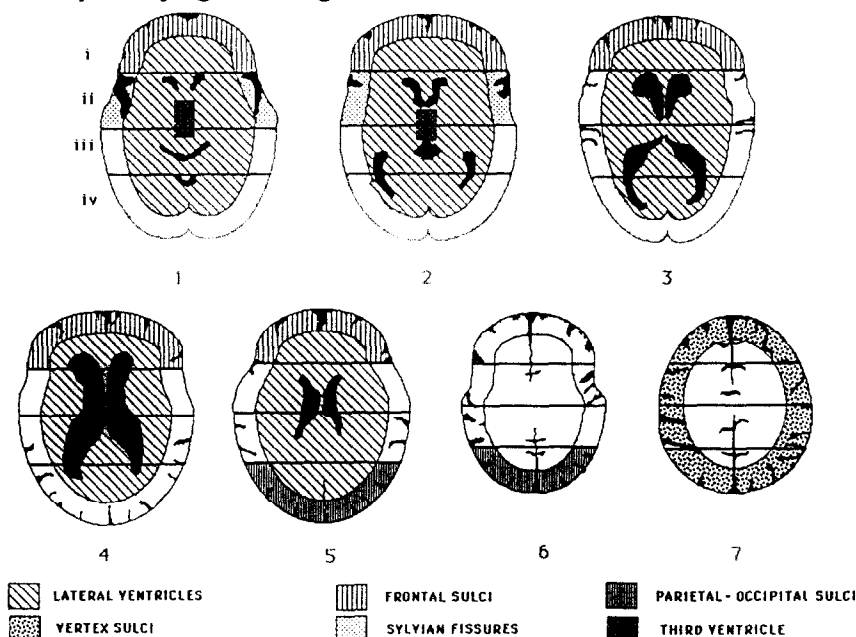 i
ii
iii
iv
1 2 3
4 5 6 7
LATERAL VENTRICLES FRONTAL SULCI PARIETAL-OCCIPITAL SULCI
VERTEX SULCI SYLVIAN FISSURES THIRD VENTRICLE